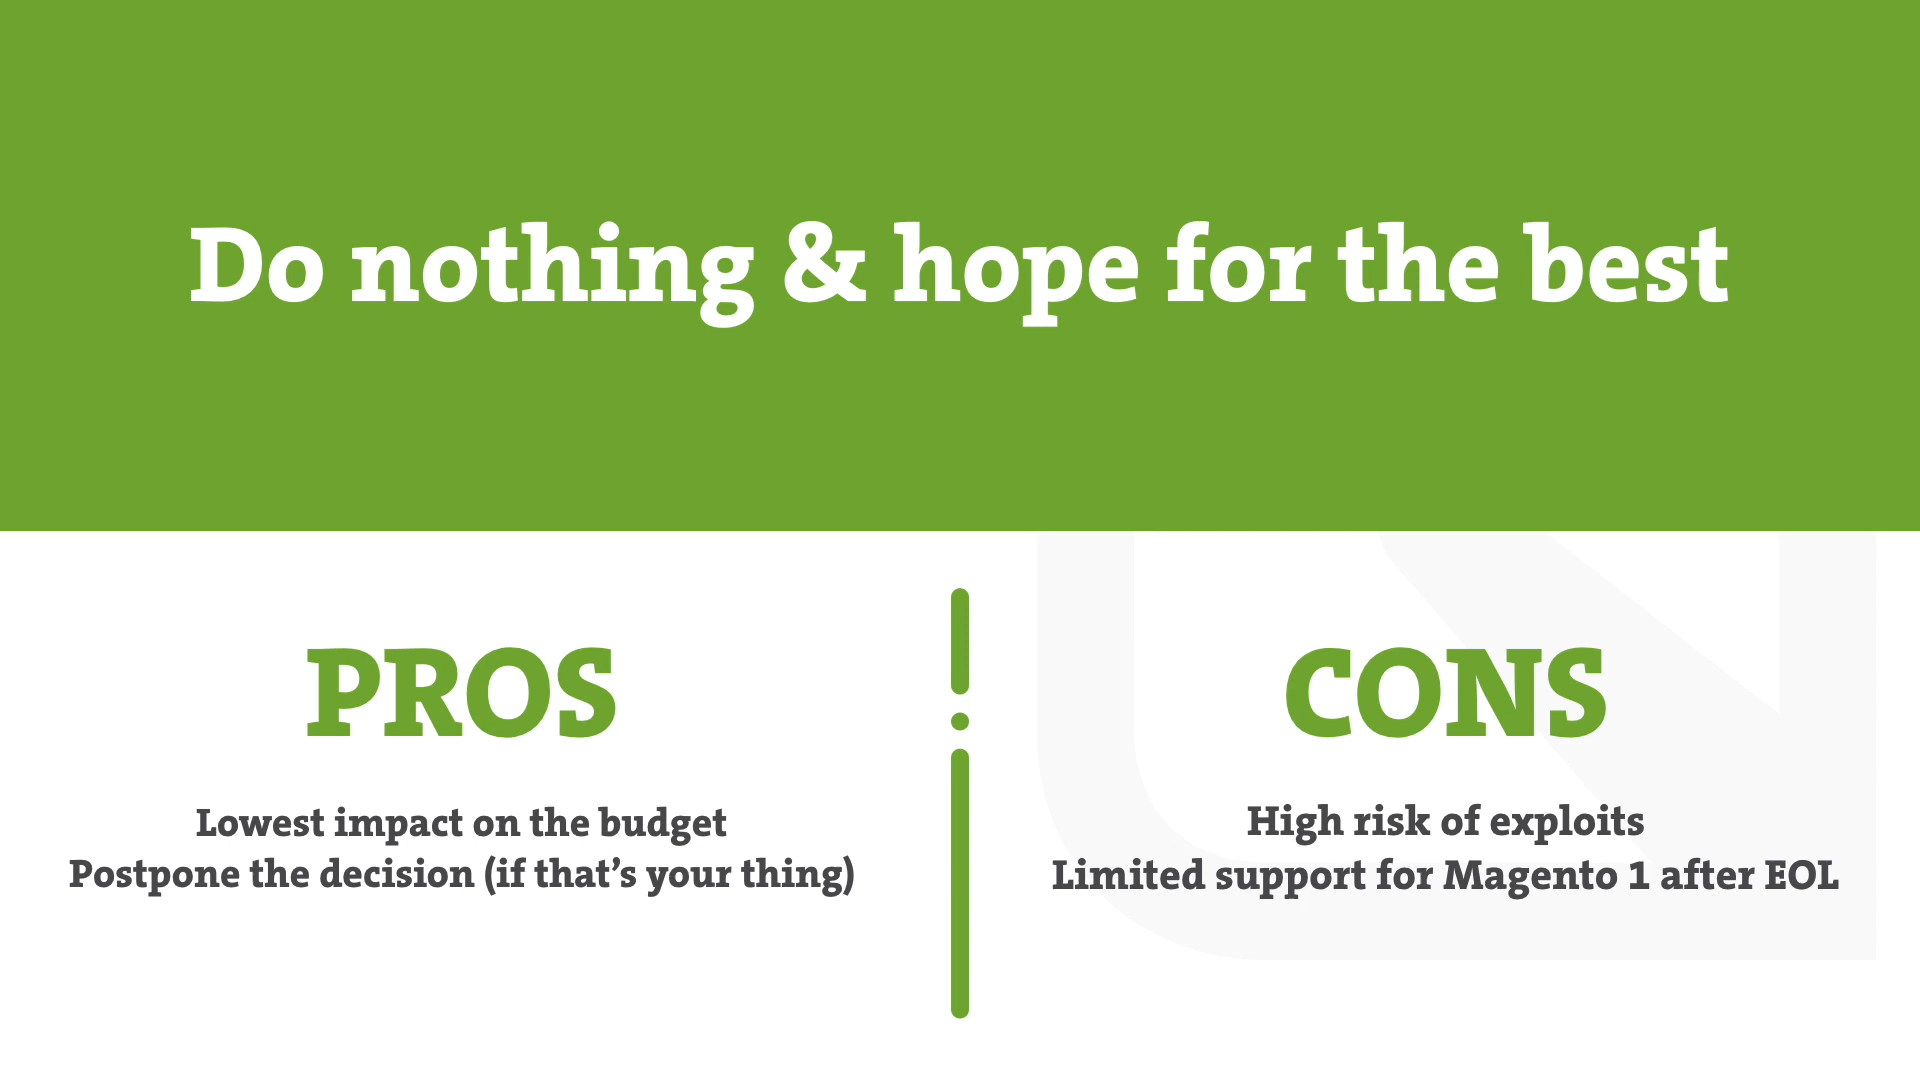 Do nothing & hope for the best
PROS
Lowest impact on the budget
Postpone the decision (if that’s your thing)
CONS
High risk of exploits
Limited support for Magento 1 after EOL